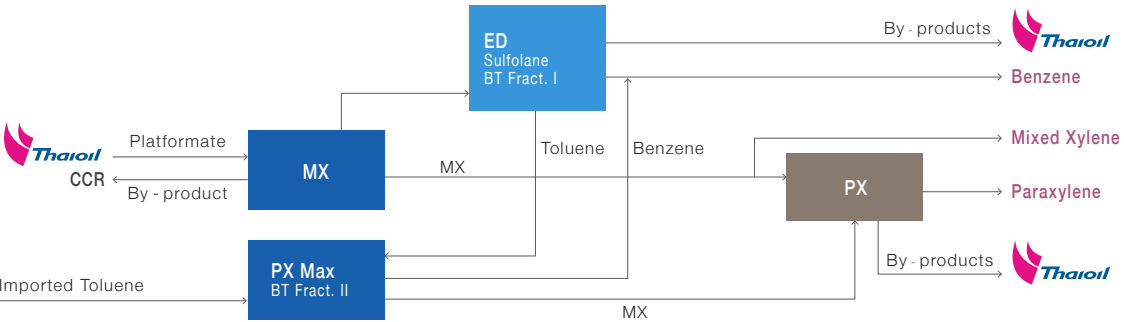 ED
Sulfolane
BT Fract. I
By - products
Thaioil
Benzene
Thaioil
CCR
Platformate
By - product
MX
MX
Toluene
Benzene
Mixed Xylene
PX
Paraxylene
Imported Toluene
PX Max
BT Fract. II
MX
By - products
Thaioil